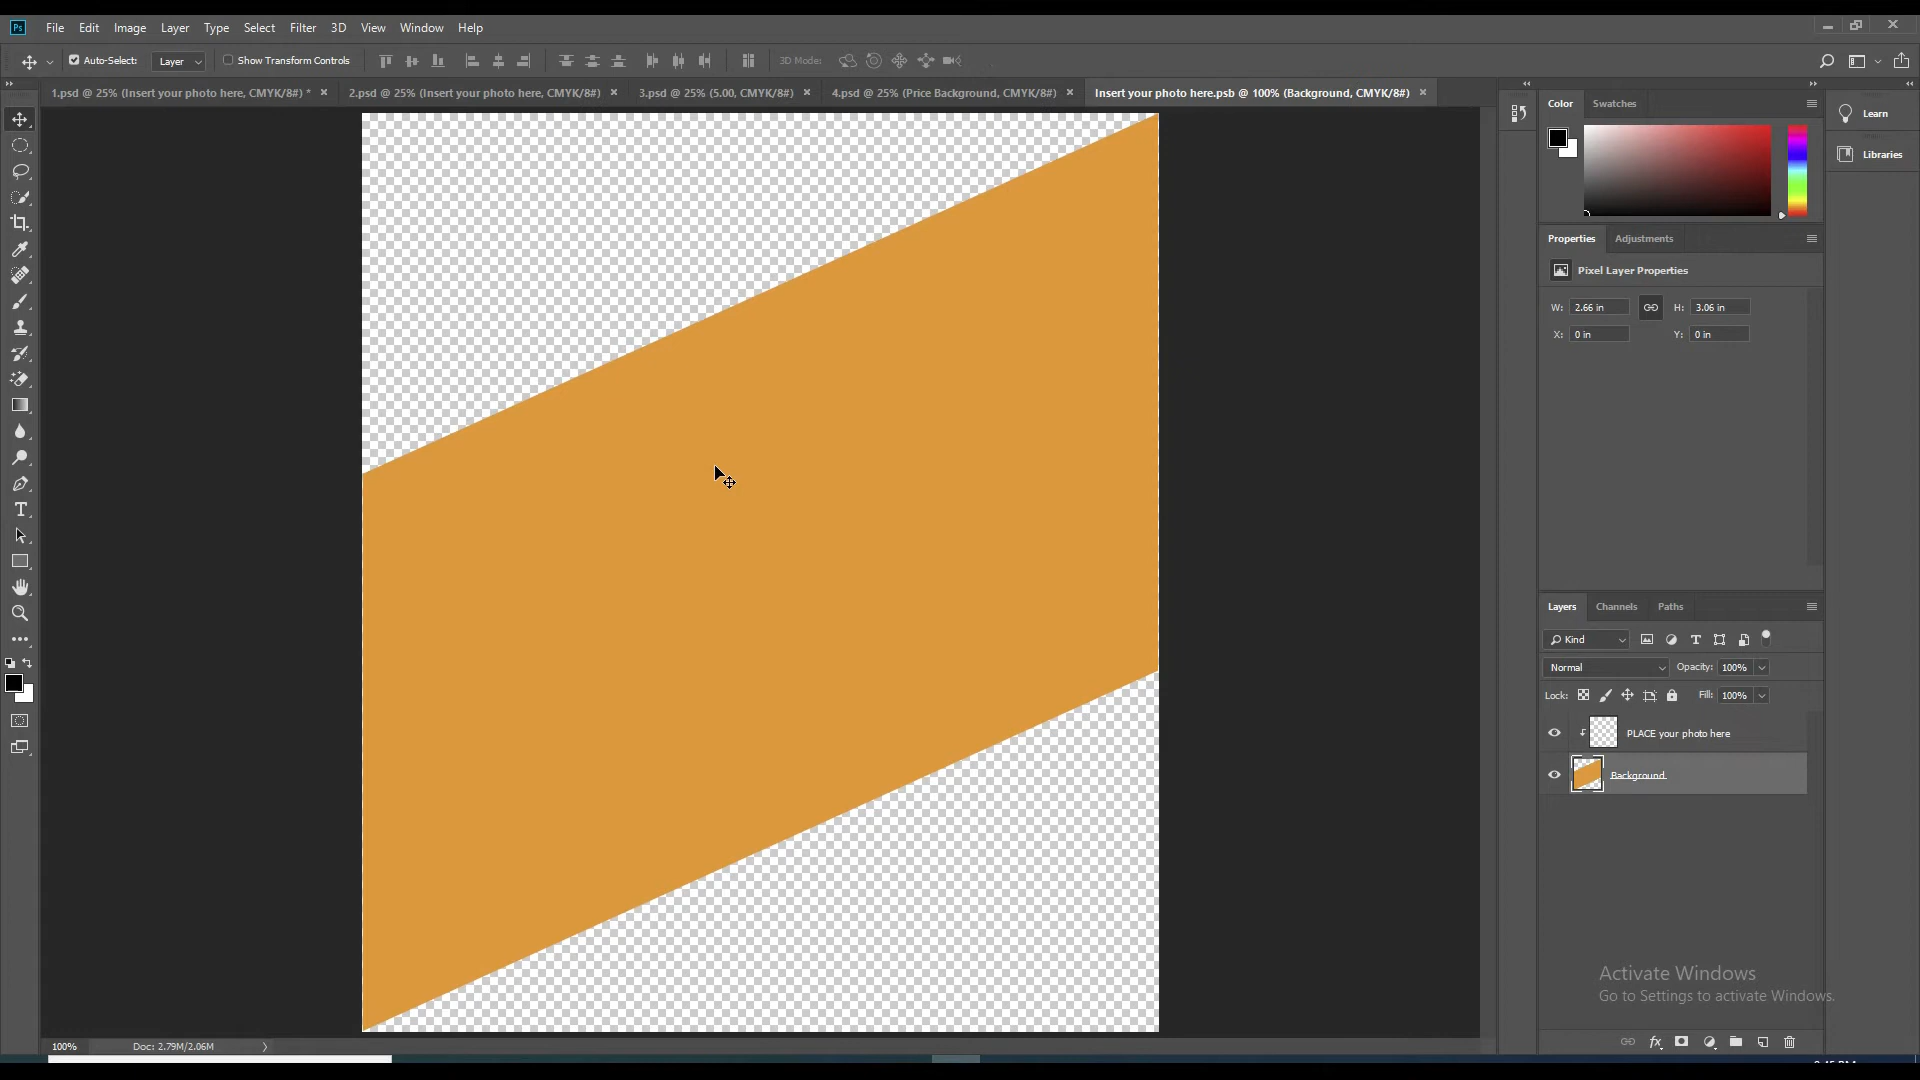 Ps File Edit Image Layer Type Select Filter 3D View Window Help
Auto-Select: Layer Show Transform Controls 3D Mode:
1.psd @ 25% (Insert your photo here, CMYK/8#) * × 2.psd @ 25% (Insert your photo here, CMYK/8#) × 3.psd @ 25% (5.00, CMYK/8#) × 4.psd @ 25% (Price Background, CMYK/8#) × Insert your photo here.psb @ 100% (Background, CMYK/8#) ×
Color Swatches
Learn
Libraries
Properties Adjustments
Pixel Layer Properties
W: 2.66 in H: 3.06 in
X: 0 in Y: 0 in
Layers Channels Paths
Kind
Normal Opacity: 100%
Lock: Fill: 100%
PLACE your photo here
Background
Activate Windows
Go to Settings to activate Windows.
100% Doc: 2.79M/2.06M